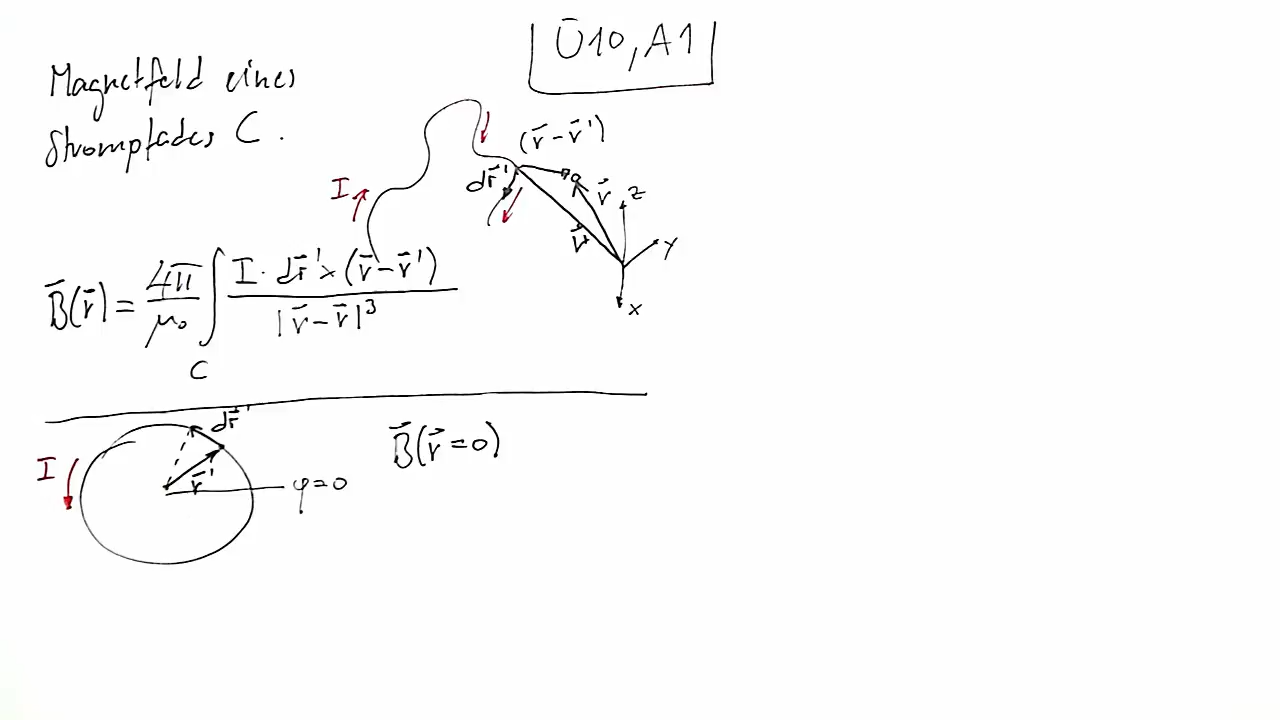 Ü10, A1
Magnetfeld eines
Strompfades C.
(r⃗ − r⃗')
I
dr⃗'
r⃗
z
r⃗'
y
x
B⃗(r⃗) = 4π/μ₀ ∫_C I · dr⃗' × (r⃗ − r⃗') / |r⃗ − r⃗|³
dr⃗'
I
r⃗'
φ=0
B⃗(r⃗=0)